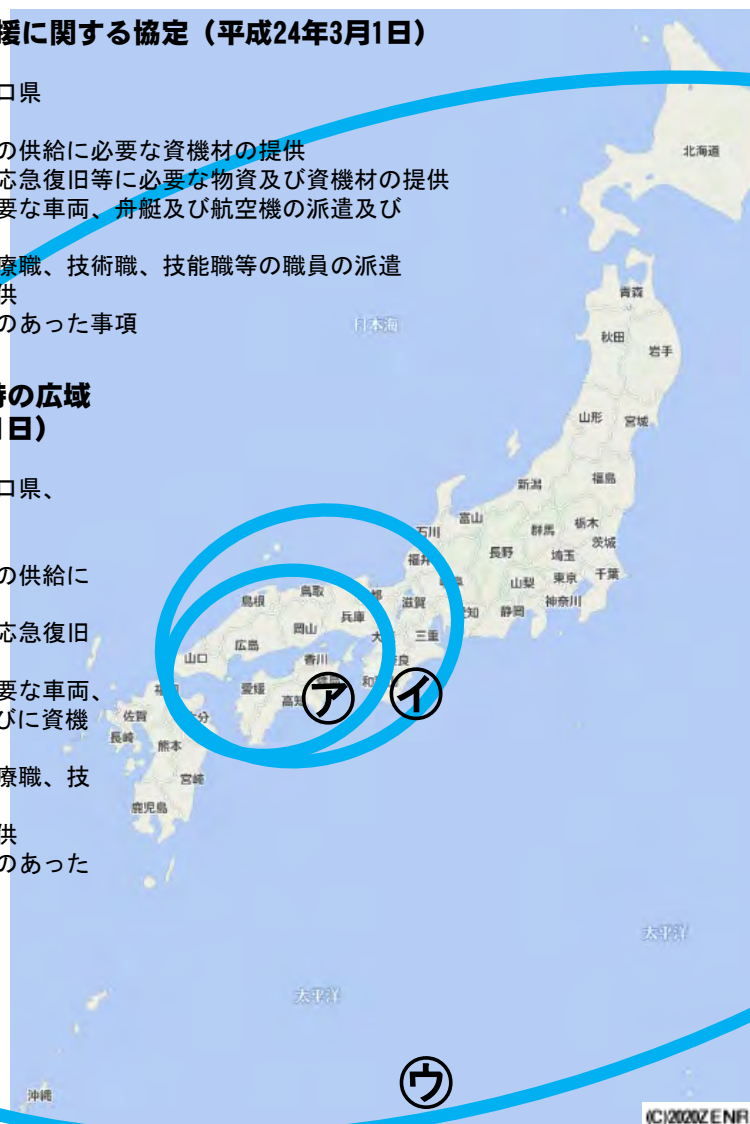 援に関する協定（平成24年3月1日）
口県
の供給に必要な資機材の提供
応急復旧等に必要な物資及び資機材の提供
要な車両、舟艇及び航空機の派遣及び
療職、技術職、技能職等の職員の派遣
供
のあった事項
時の広域
日）
口県、
の供給に
応急復旧
要な車両、
びに資機
療職、技
供
のあった
北海道
青森
秋田
岩手
山形
宮城
日本海
新潟
福島
富山
石川
群馬
栃木
茨城
長野
福井
埼玉
山梨
東京
千葉
神奈川
静岡
滋賀
三重
鳥取
島根
兵庫
岡山
広島
山口
香川
愛媛
佐賀
長崎
熊本
宮崎
鹿児島
ア
イ
太平洋
太平洋
ウ
沖縄
(C)2020ZENR